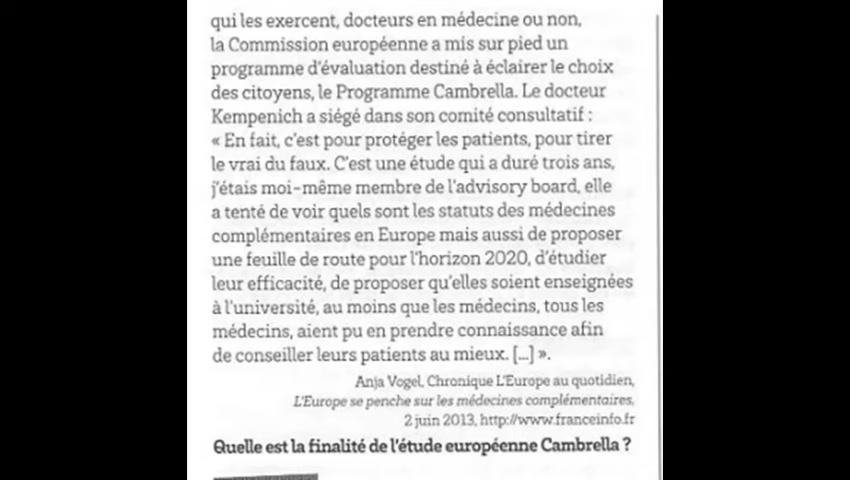 qui les exercent, docteurs en médecine ou non,
la Commission européenne a mis sur pied un
programme d'évaluation destiné à éclairer le choix
des citoyens, le Programme Cambrella. Le docteur
Kempenich a siégé dans son comité consultatif :
« En fait, c'est pour protéger les patients, pour tirer
le vrai du faux. C'est une étude qui a duré trois ans,
j'étais moi-même membre de l'advisory board, elle
a tenté de voir quels sont les statuts des médecines
complémentaires en Europe mais aussi de proposer
une feuille de route pour l'horizon 2020, d'étudier
leur efficacité, de proposer qu'elles soient enseignées
à l'université, au moins que les médecins, tous les
médecins, aient pu en prendre connaissance afin
de conseiller leurs patients au mieux. [...] ».
Anja Vogel, Chronique L'Europe au quotidien,
L'Europe se penche sur les médecines complémentaires,
2 juin 2013, http://www.franceinfo.fr
Quelle est la finalité de l'étude européenne Cambrella ?